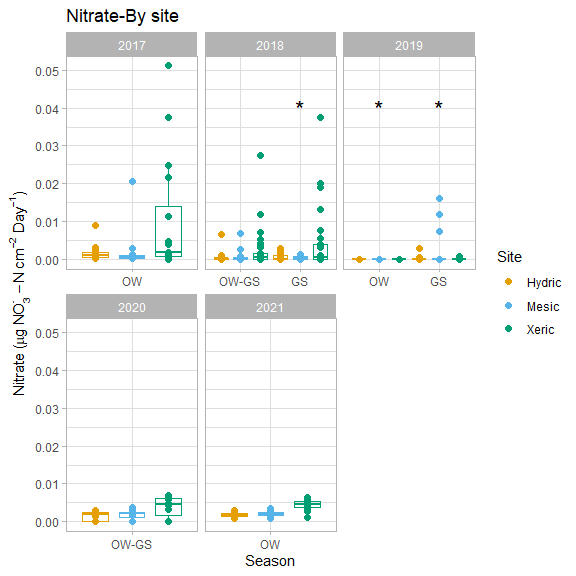 Nitrate-By site
2017 2018 2019
0.05
0.04
0.03
0.02
0.01
0.00
* *
OW OW-GS GS OW GS
2020 2021
0.05
0.04
0.03
0.02
0.01
0.00
OW-GS OW
Season
Nitrate (μg NO₃⁻ − N cm⁻² Day⁻¹)
Site
Hydric
Mesic
Xeric